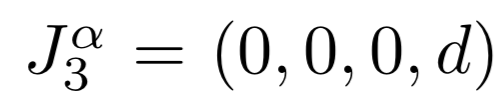 J_3^α = (0, 0, 0, d)